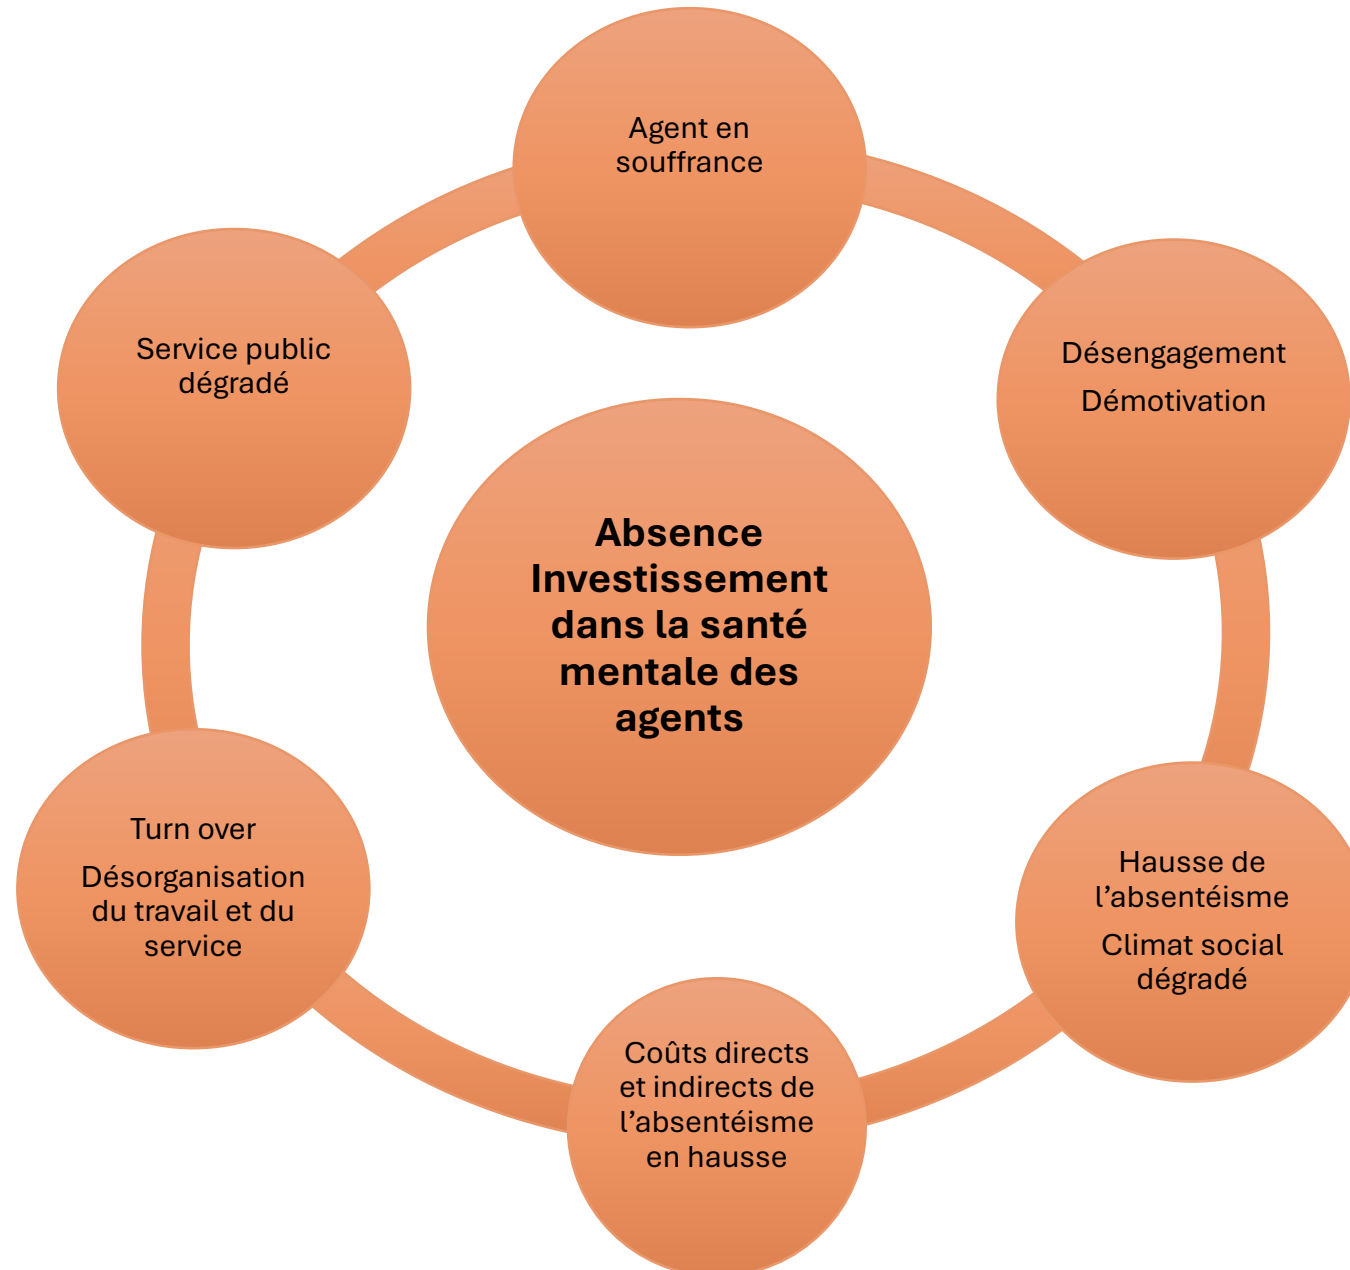 Agent en
souffrance
Désengagement
Démotivation
Hausse de
l’absentéisme
Climat social
dégradé
Coûts directs
et indirects de
l’absentéisme
en hausse
Turn over
Désorganisation
du travail et du
service
Service public
dégradé
Absence
Investissement
dans la santé
mentale des
agents